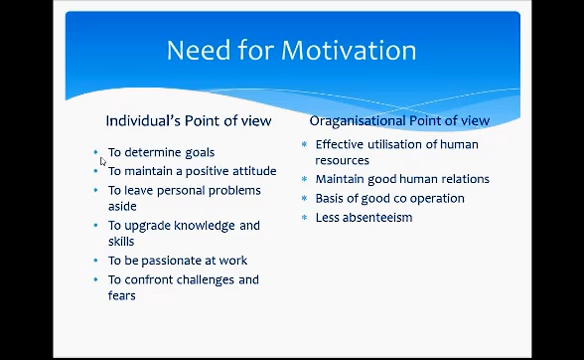 Need for Motivation
Individual's Point of view
To determine goals
To maintain a positive attitude
To leave personal problems
aside
To upgrade knowledge and
skills
To be passionate at work
To confront challenges and
fears
Oraganisational Point of view
Effective utilisation of human
resources
Maintain good human relations
Basis of good co operation
Less absenteeism